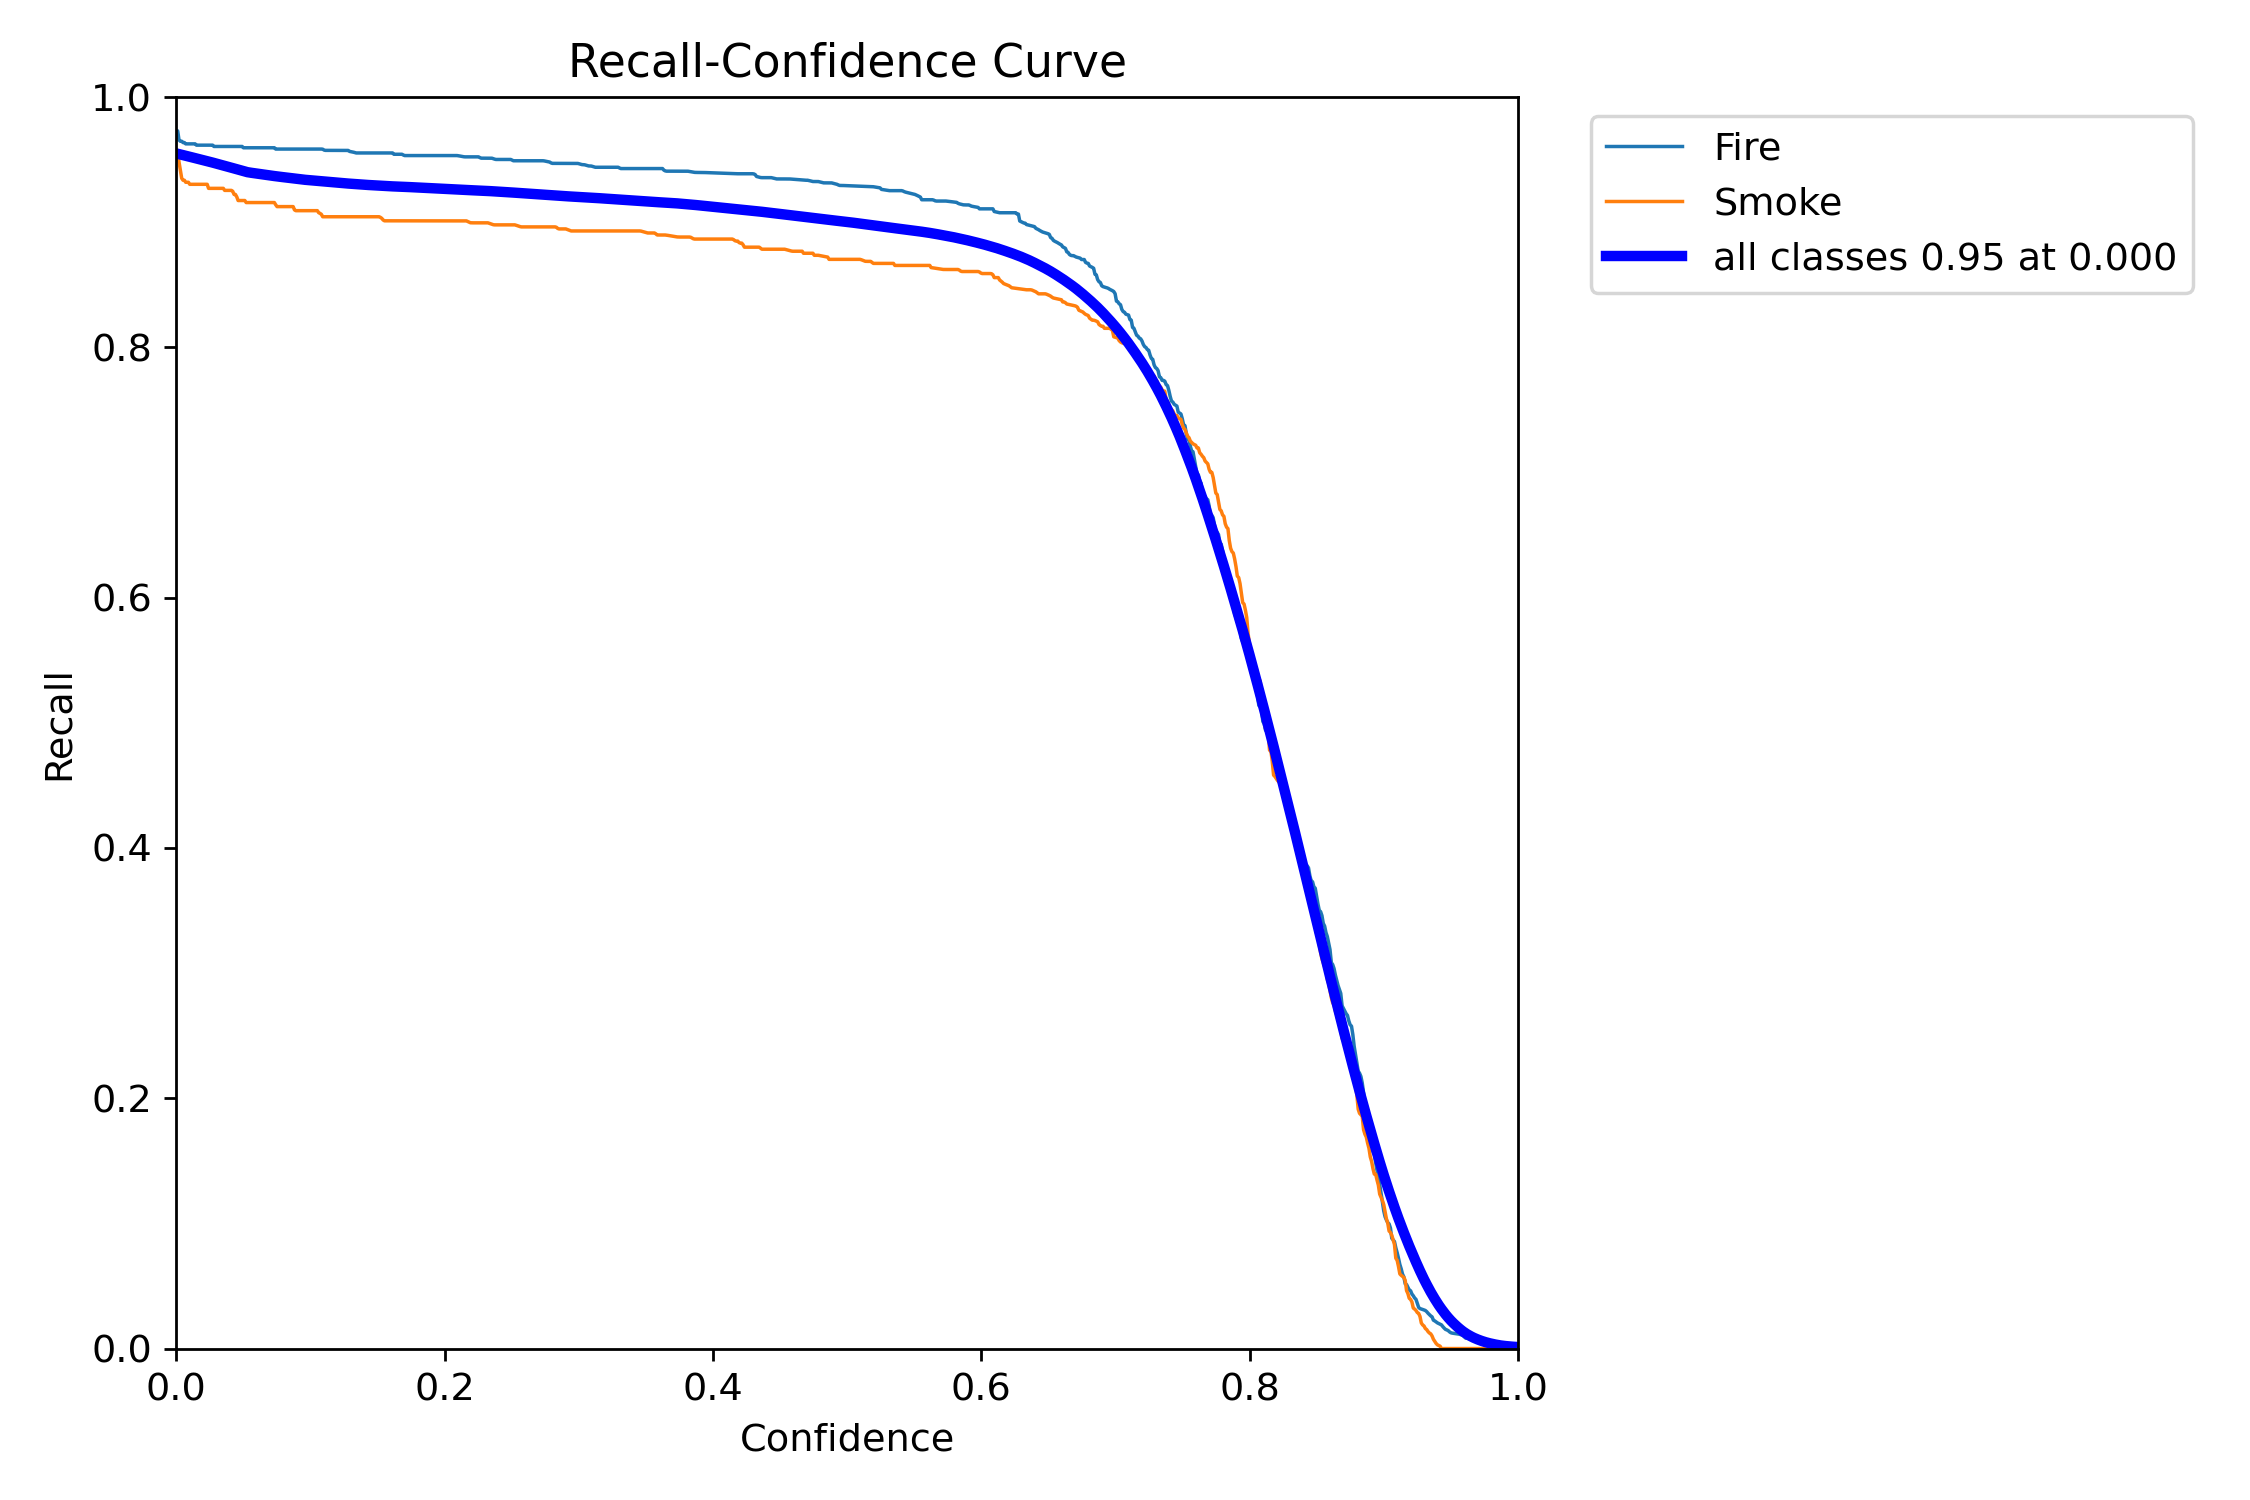 Recall-Confidence Curve
1.0
0.8
0.6
0.4
0.2
0.0
Recall
0.0 0.2 0.4 0.6 0.8 1.0
Confidence
Fire
Smoke
all classes 0.95 at 0.000